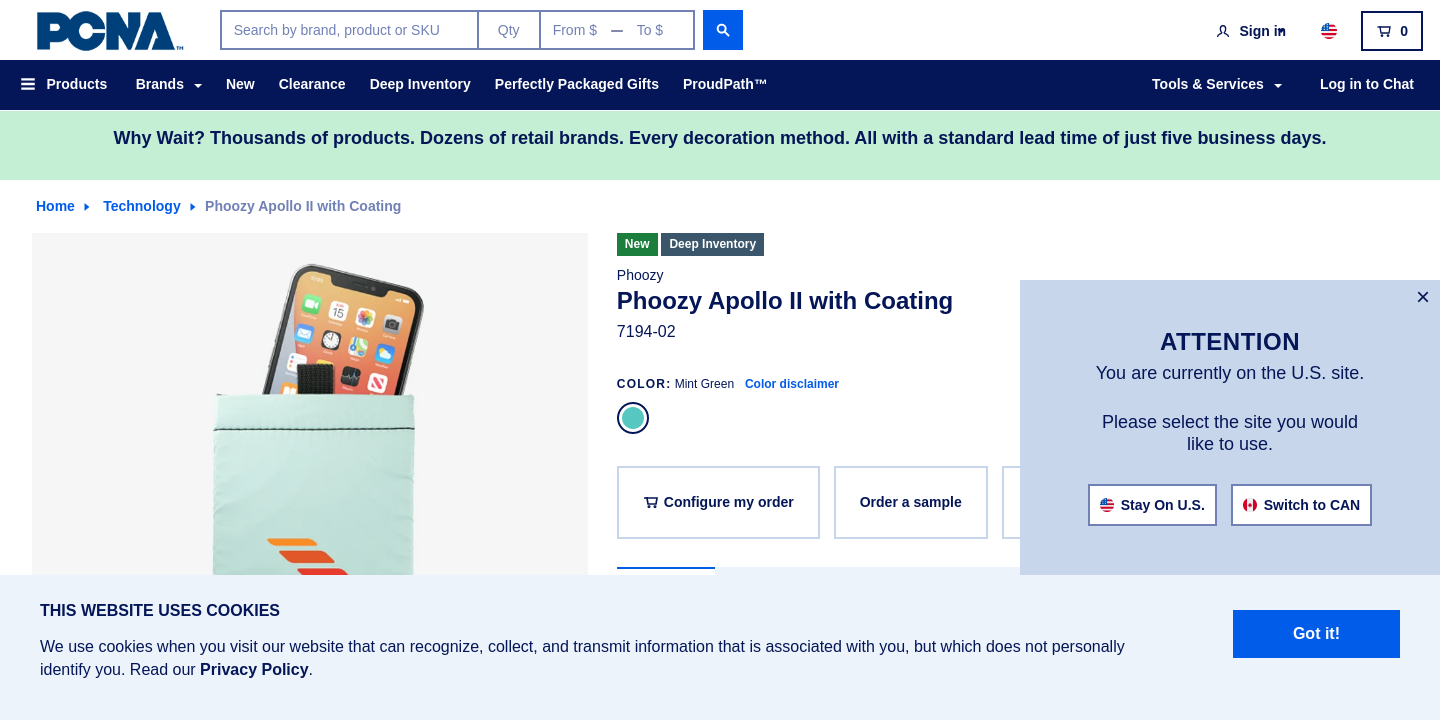 PCNA™
Search by brand, product or SKU
Qty
From $ — To $
Sign in
0
Products
Brands
New
Clearance
Deep Inventory
Perfectly Packaged Gifts
ProudPath™
Tools & Services
Log in to Chat
Why Wait? Thousands of products. Dozens of retail brands. Every decoration method. All with a standard lead time of just five business days.
Home
Technology
Phoozy Apollo II with Coating
New
Deep Inventory
Phoozy
Phoozy Apollo II with Coating
7194-02
COLOR: Mint Green
Color disclaimer
Configure my order
Order a sample
×
ATTENTION
You are currently on the U.S. site.
Please select the site you would
like to use.
Stay On U.S.
Switch to CAN
THIS WEBSITE USES COOKIES
We use cookies when you visit our website that can recognize, collect, and transmit information that is associated with you, but which does not personally
identify you. Read our Privacy Policy.
Got it!